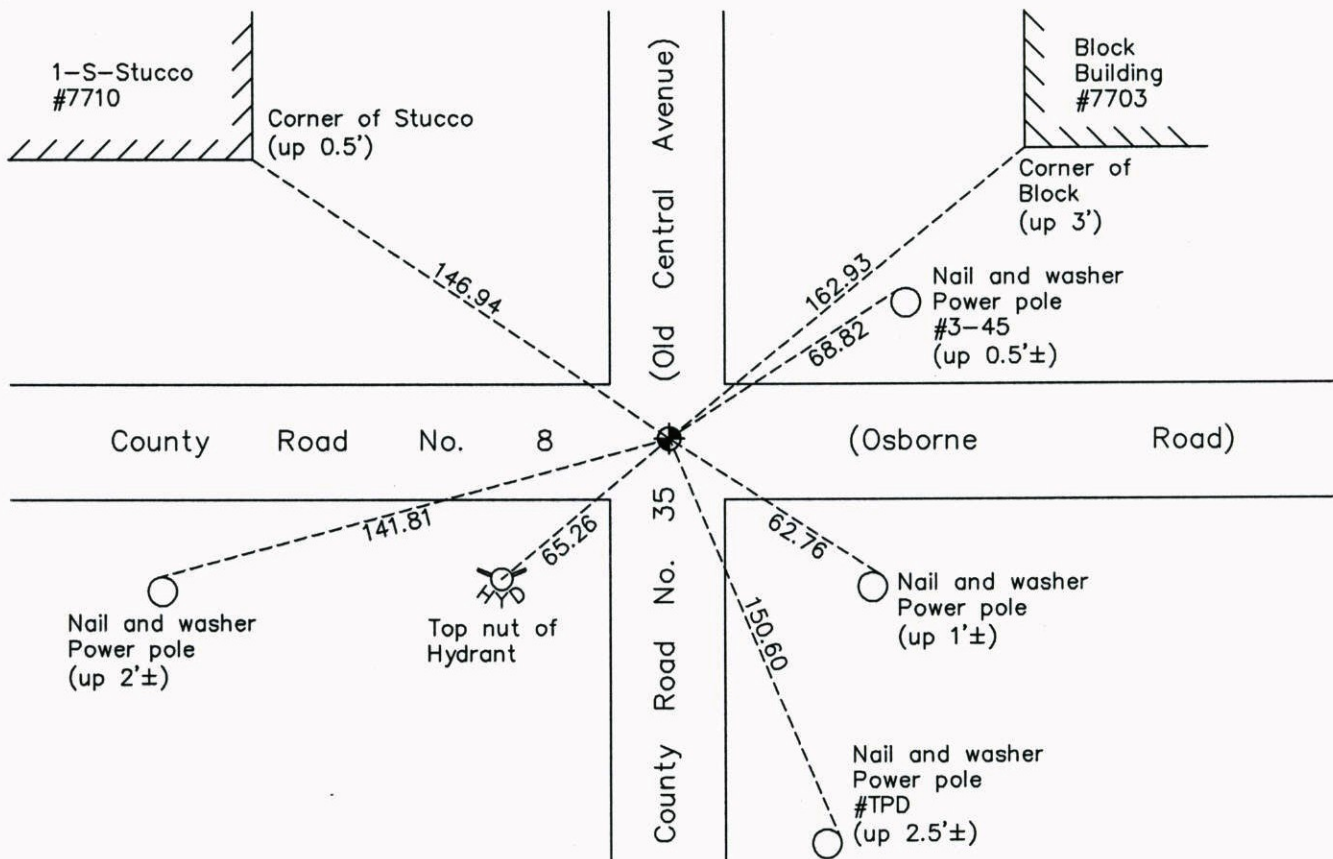 1-S-Stucco
#7710
Corner of Stucco
(up 0.5')
Block
Building
#7703
Corner of
Block
(up 3')
146.94
162.93
Nail and washer
Power pole
#3-45
(up 0.5'±)
68.82
County Road No. 8 (Osborne Road)
County Road No. 35 (Old Central Avenue)
141.81
65.26
62.76
150.60
HYD
Nail and washer
Power pole
(up 2'±)
Top nut of
Hydrant
Nail and washer
Power pole
(up 1'±)
Nail and washer
Power pole
#TPD
(up 2.5'±)